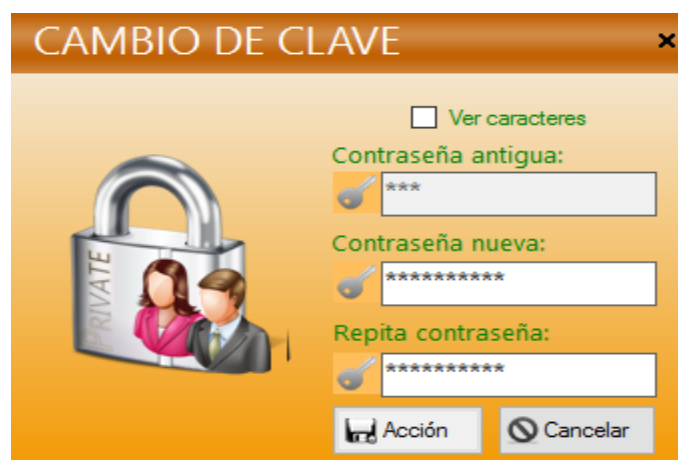 CAMBIO DE CLAVE
Ver caracteres
Contraseña antigua:
***
Contraseña nueva:
**********
Repita contraseña:
**********
PRIVATE
Acción
Cancelar